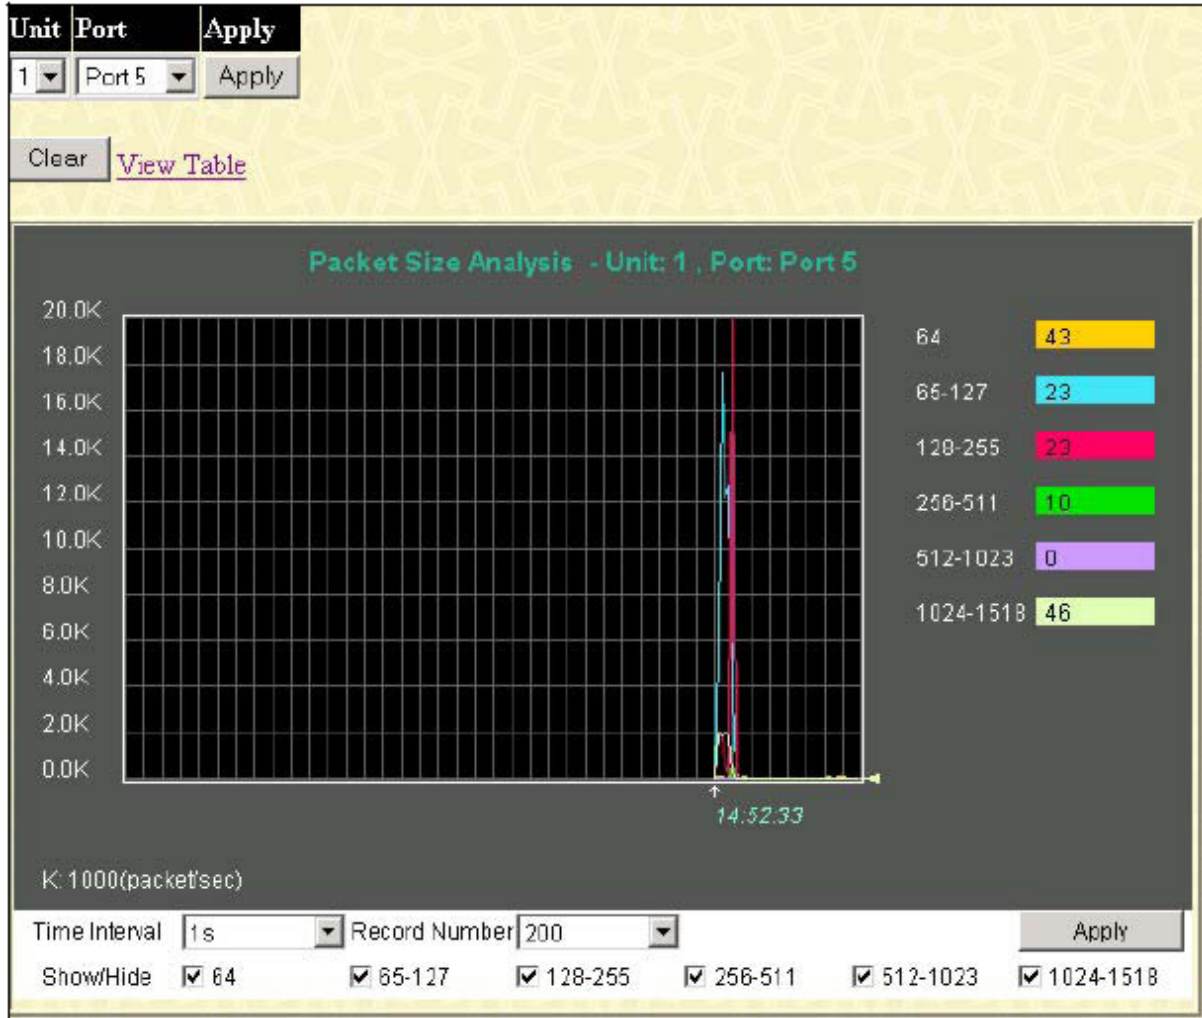 Unit Port Apply
1 Port 5 Apply
Clear View Table
Packet Size Analysis - Unit: 1 , Port: Port 5
20.0K
18.0K
16.0K
14.0K
12.0K
10.0K
8.0K
6.0K
4.0K
2.0K
0.0K
64 43
65-127 23
128-255 23
256-511 10
512-1023 0
1024-1518 46
14:52:33
K: 1000(packet/sec)
Time Interval 1s Record Number 200 Apply
Show/Hide 64 65-127 128-255 256-511 512-1023 1024-1518